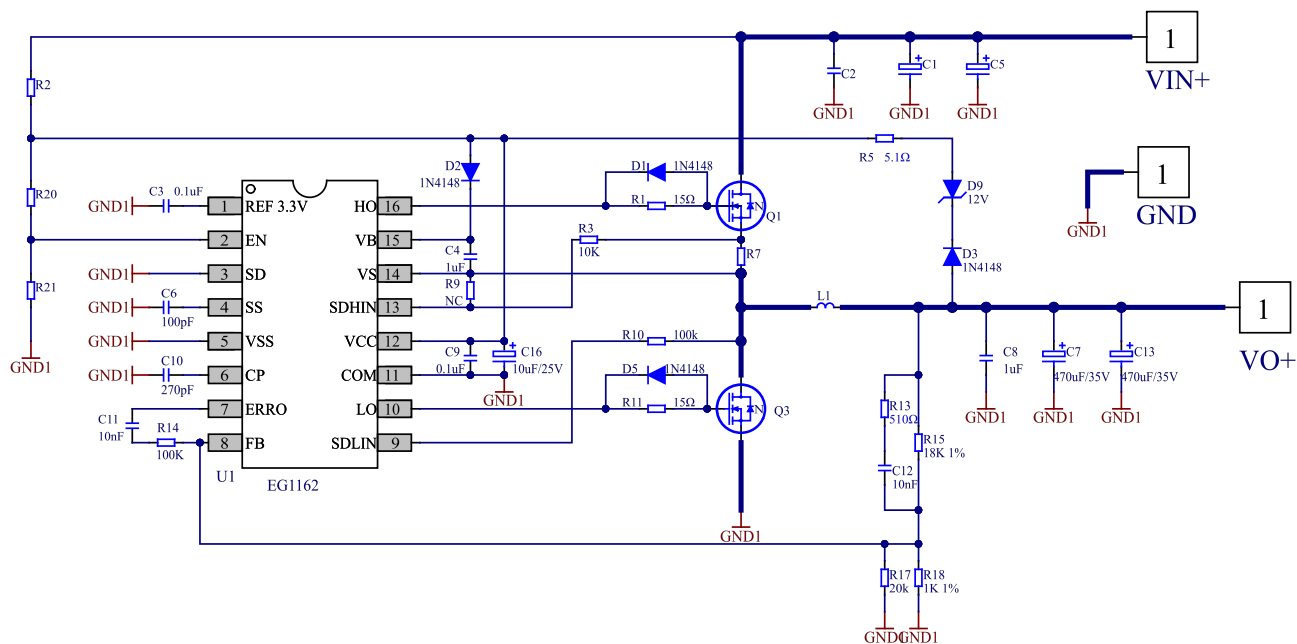 1
VIN+
C2
C1
C5
GND1
GND1
GND1
R2
R5 5.1Ω
D2
1N4148
D1
1N4148
D9
12V
1
GND
GND1
C3
0.1uF
GND1
R20
1
REF 3.3V
HO
16
R1
15Ω
Q1
N
2
EN
VB
15
R3
10K
C4
1uF
R7
D3
1N4148
GND1
3
SD
VS
14
R21
R9
NC
C6
100pF
GND1
4
SS
SDHIN
13
L1
1
VO+
GND1
5
VSS
VCC
12
R10
100k
C9
0.1uF
C16
10uF/25V
C8
1uF
C7
470uF/35V
C13
470uF/35V
GND1
C10
270pF
GND1
6
CP
COM
11
D5
1N4148
GND1
GND1
GND1
GND1
C11
10nF
7
ERRO
LO
10
R11
15Ω
Q3
N
R13
510Ω
R14
100K
8
FB
SDLIN
9
R15
18K 1%
U1
EG1162
C12
10nF
GND1
R17
20k
R18
1K 1%
GND1
GND1